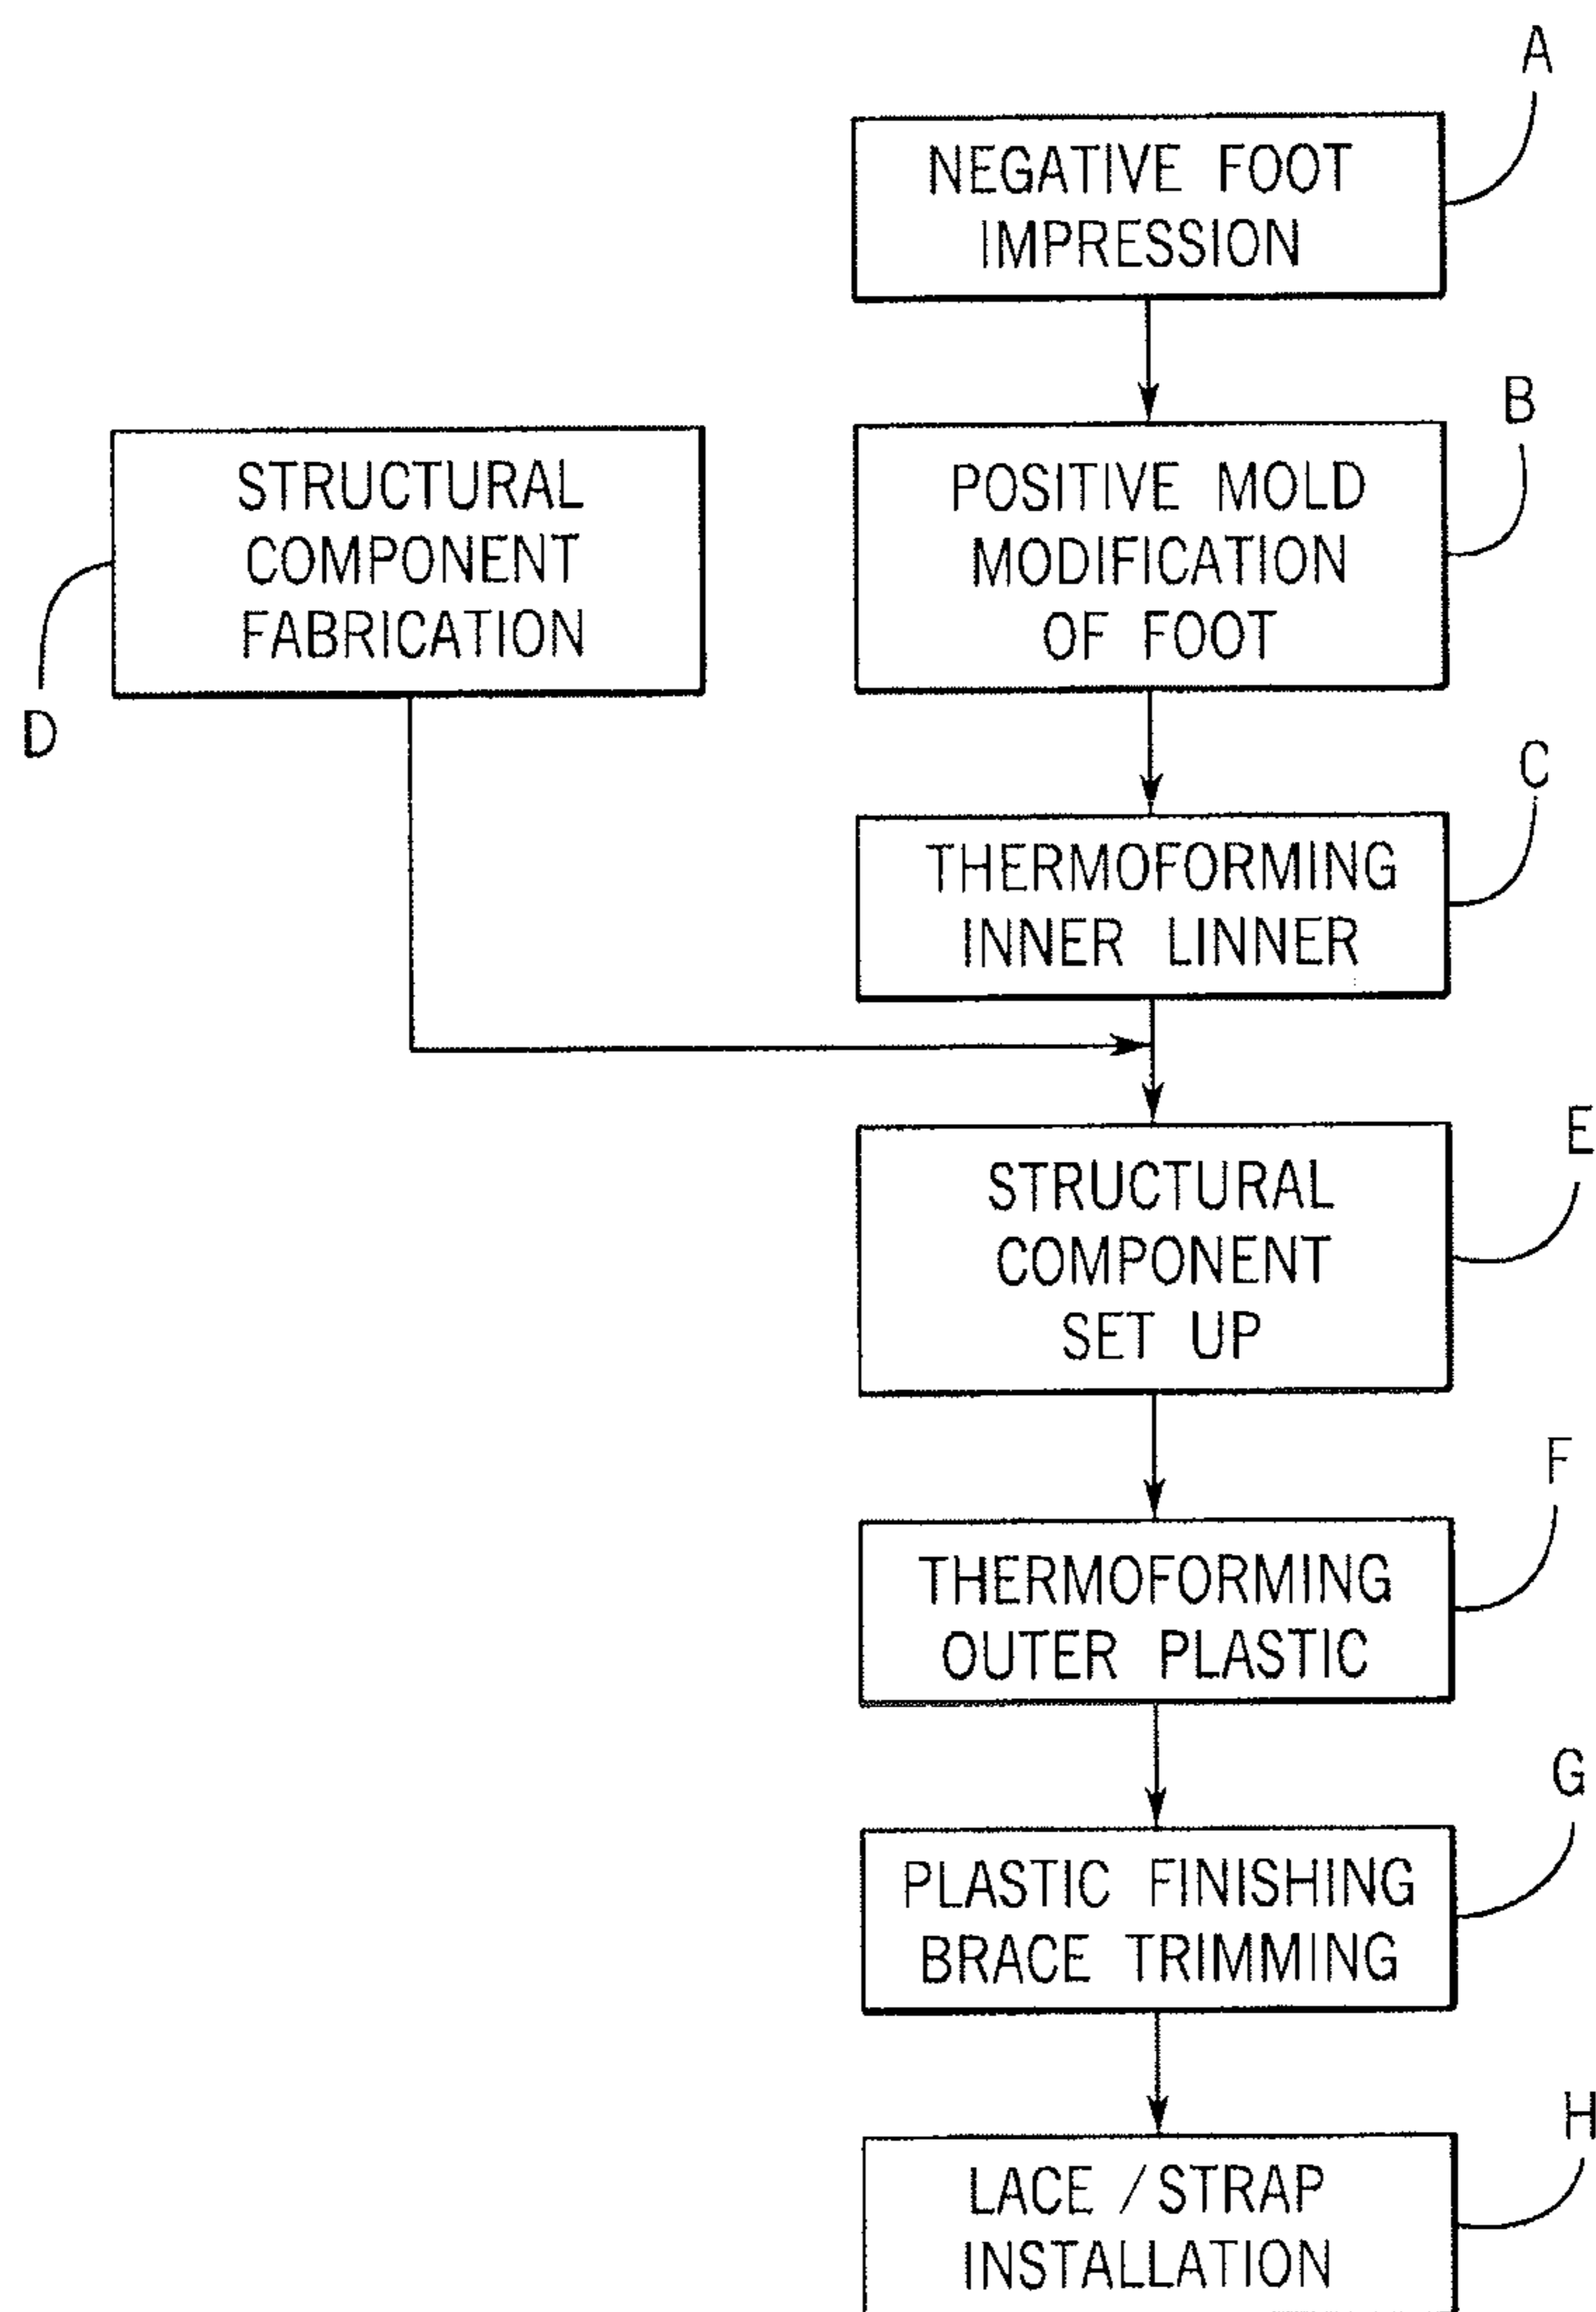 A
NEGATIVE FOOT
IMPRESSION
B
POSITIVE MOLD
MODIFICATION
OF FOOT
STRUCTURAL
COMPONENT
FABRICATION
D
C
THERMOFORMING
INNER LINNER
E
STRUCTURAL
COMPONENT
SET UP
F
THERMOFORMING
OUTER PLASTIC
G
PLASTIC FINISHING
BRACE TRIMMING
H
LACE / STRAP
INSTALLATION